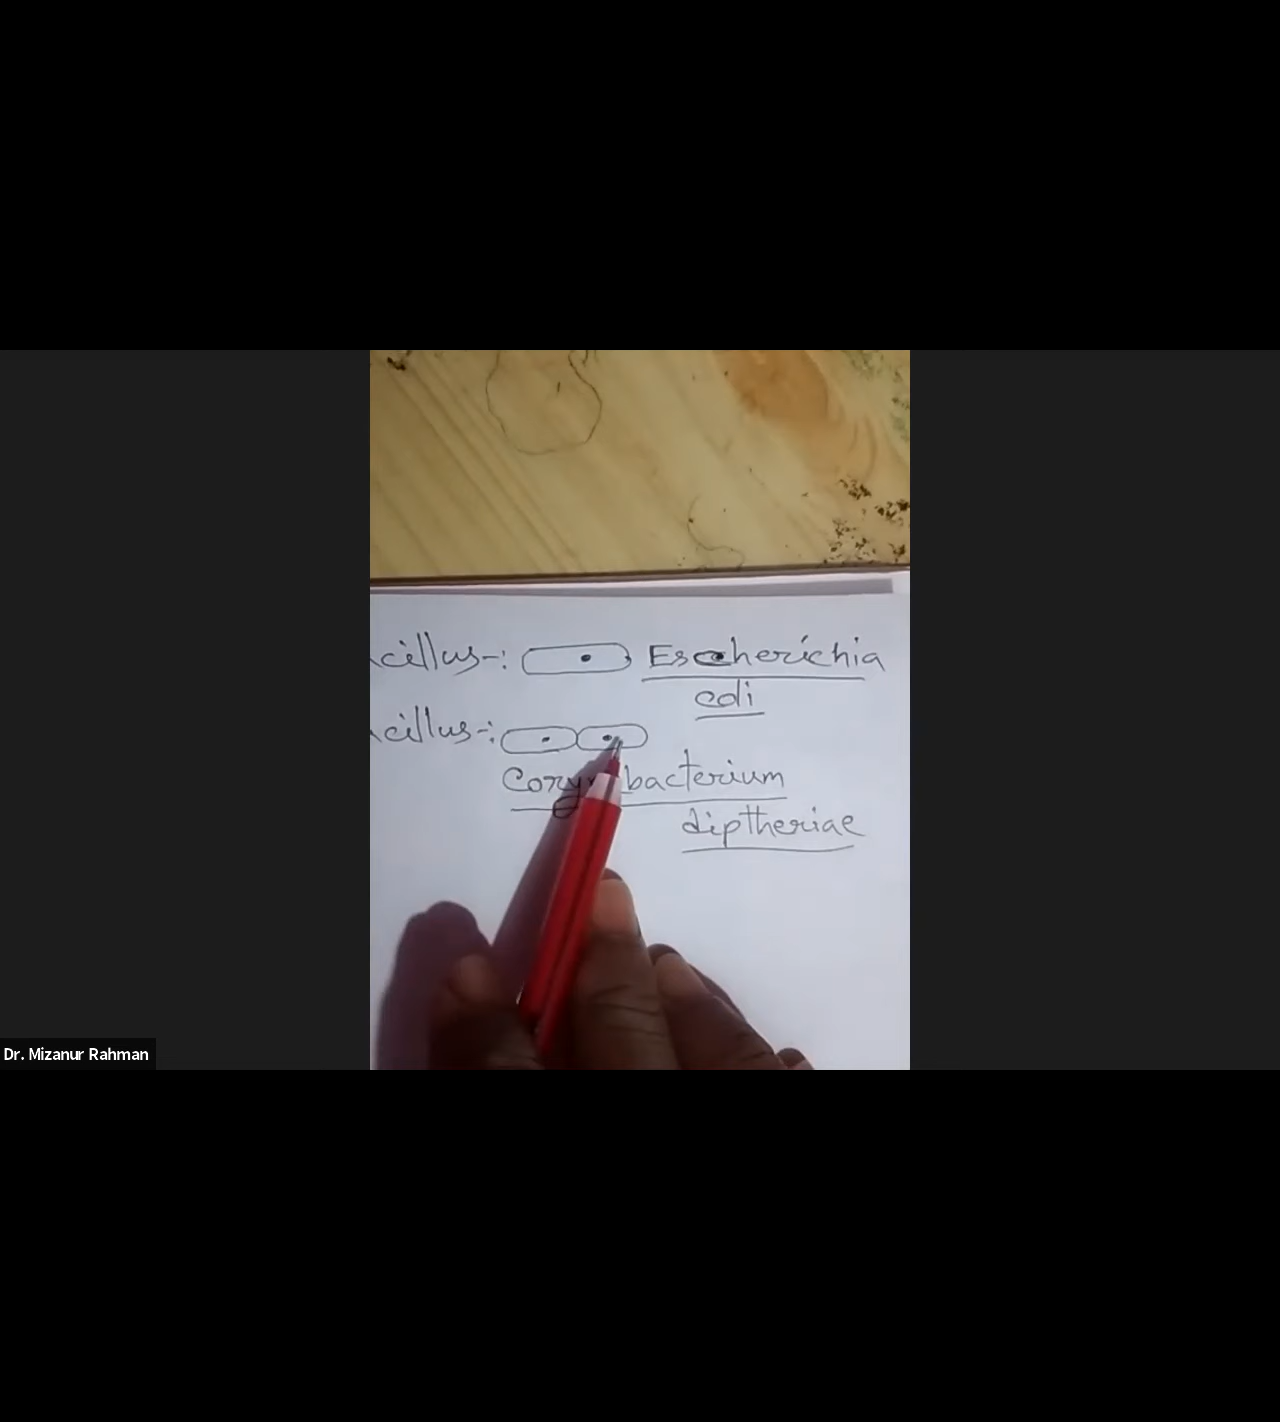 cillus-: Escherichia
coli
cillus-:
bacterium
diptheriae
Dr. Mizanur Rahman